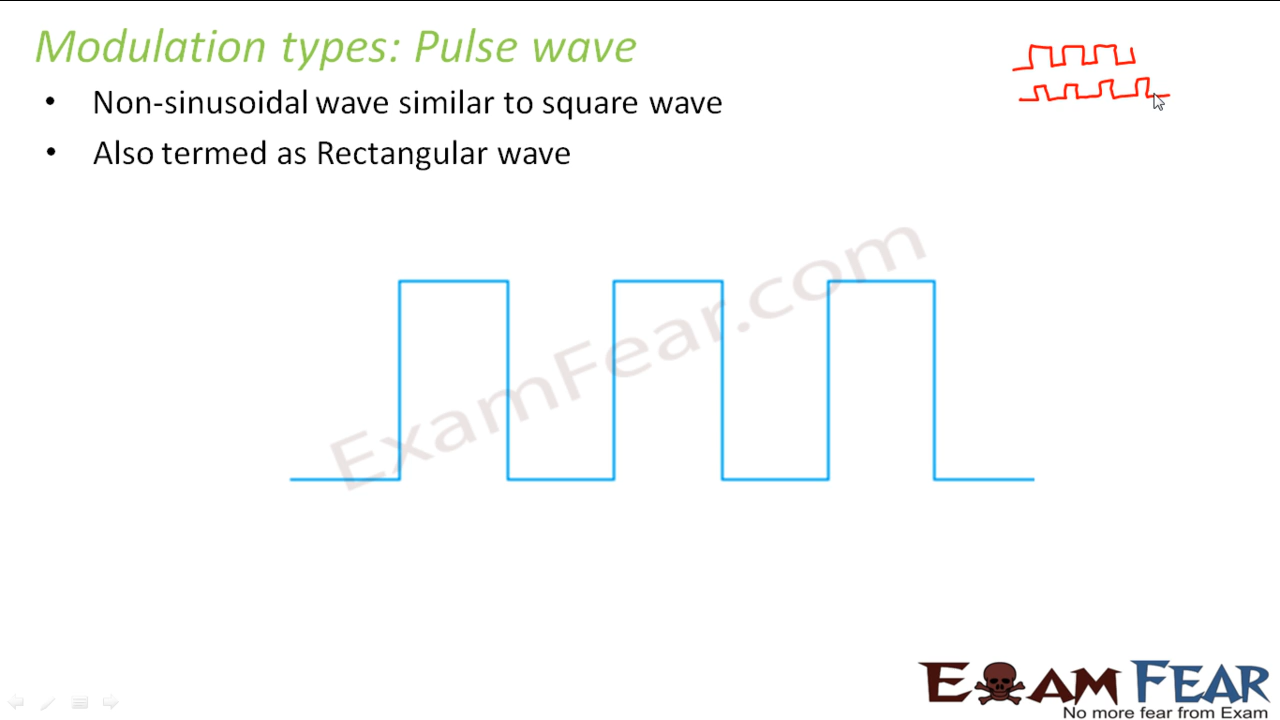 Modulation types: Pulse wave
• Non-sinusoidal wave similar to square wave
• Also termed as Rectangular wave
ExamFear.com
EXAM FEAR
No more fear from Exam